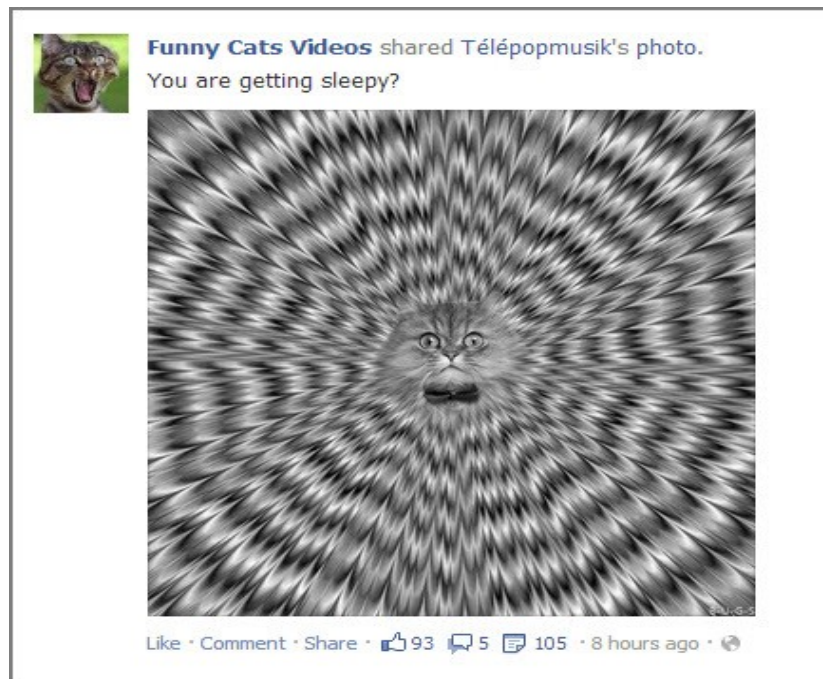 Funny Cats Videos shared Télépopmusik's photo.
You are getting sleepy?
Like · Comment · Share · 93 5 105 · 8 hours ago ·